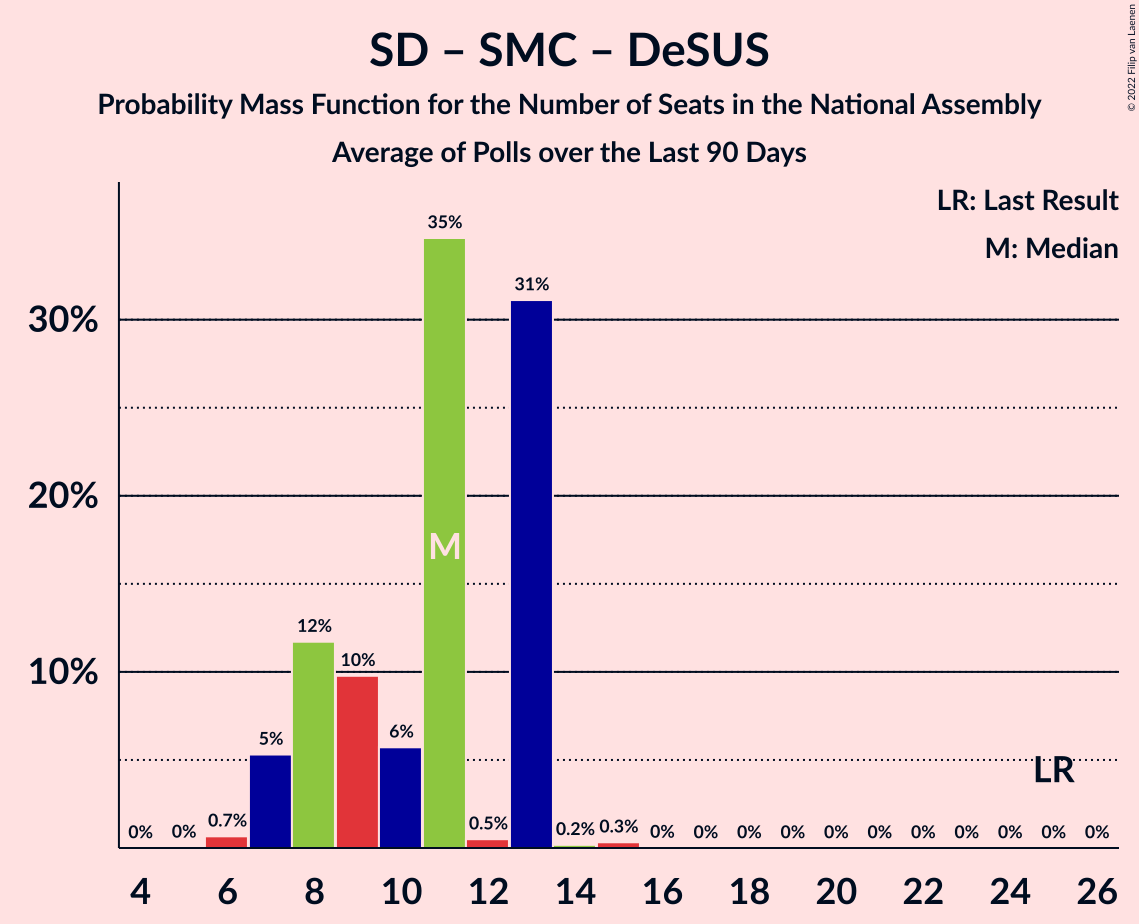 SD – SMC – DeSUS
Probability Mass Function for the Number of Seats in the National Assembly
Average of Polls over the Last 90 Days
© 2022 Filip van Laenen
LR: Last Result
M: Median
30%
20%
10%
0% 0% 0.7% 5% 12% 10% 6% 35% 0.5% 31% 0.2% 0.3% 0% 0% 0% 0% 0% 0% 0% 0% 0% 0% 0%
M
LR
4 6 8 10 12 14 16 18 20 22 24 26